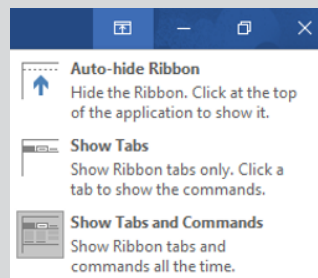 Auto-hide Ribbon
Hide the Ribbon. Click at the top
of the application to show it.
Show Tabs
Show Ribbon tabs only. Click a
tab to show the commands.
Show Tabs and Commands
Show Ribbon tabs and
commands all the time.